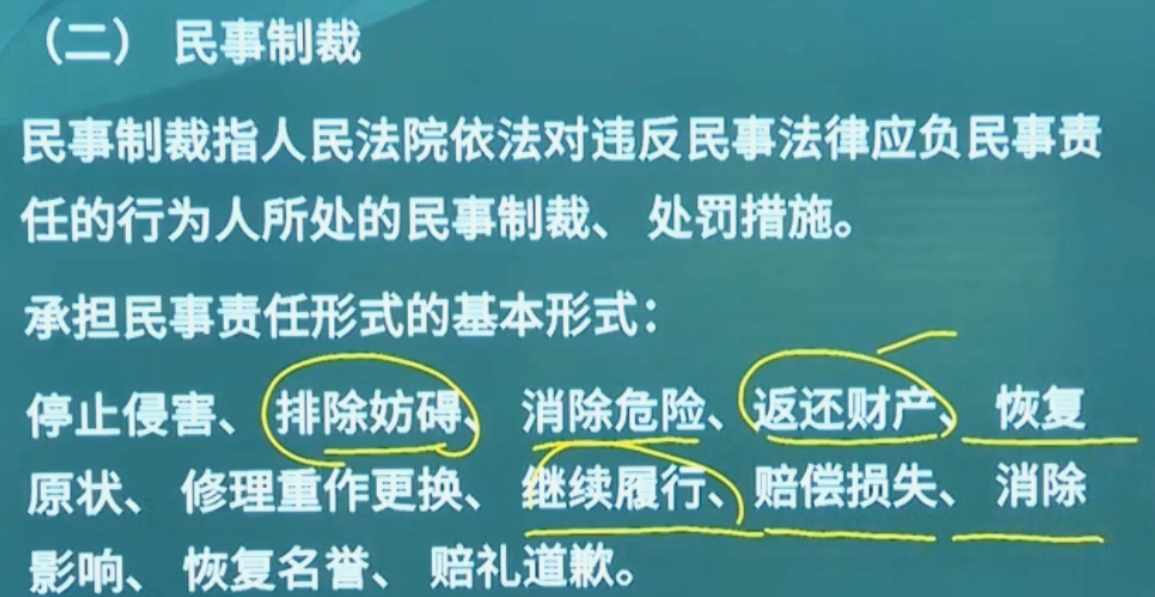 （二） 民事制裁
民事制裁指人民法院依法对违反民事法律应负民事责
任的行为人所处的民事制裁、 处罚措施。
承担民事责任形式的基本形式：
停止侵害、 排除妨碍、 消除危险、 返还财产、 恢复
原状、 修理重作更换、 继续履行、 赔偿损失、 消除
影响、 恢复名誉、 赔礼道歉。